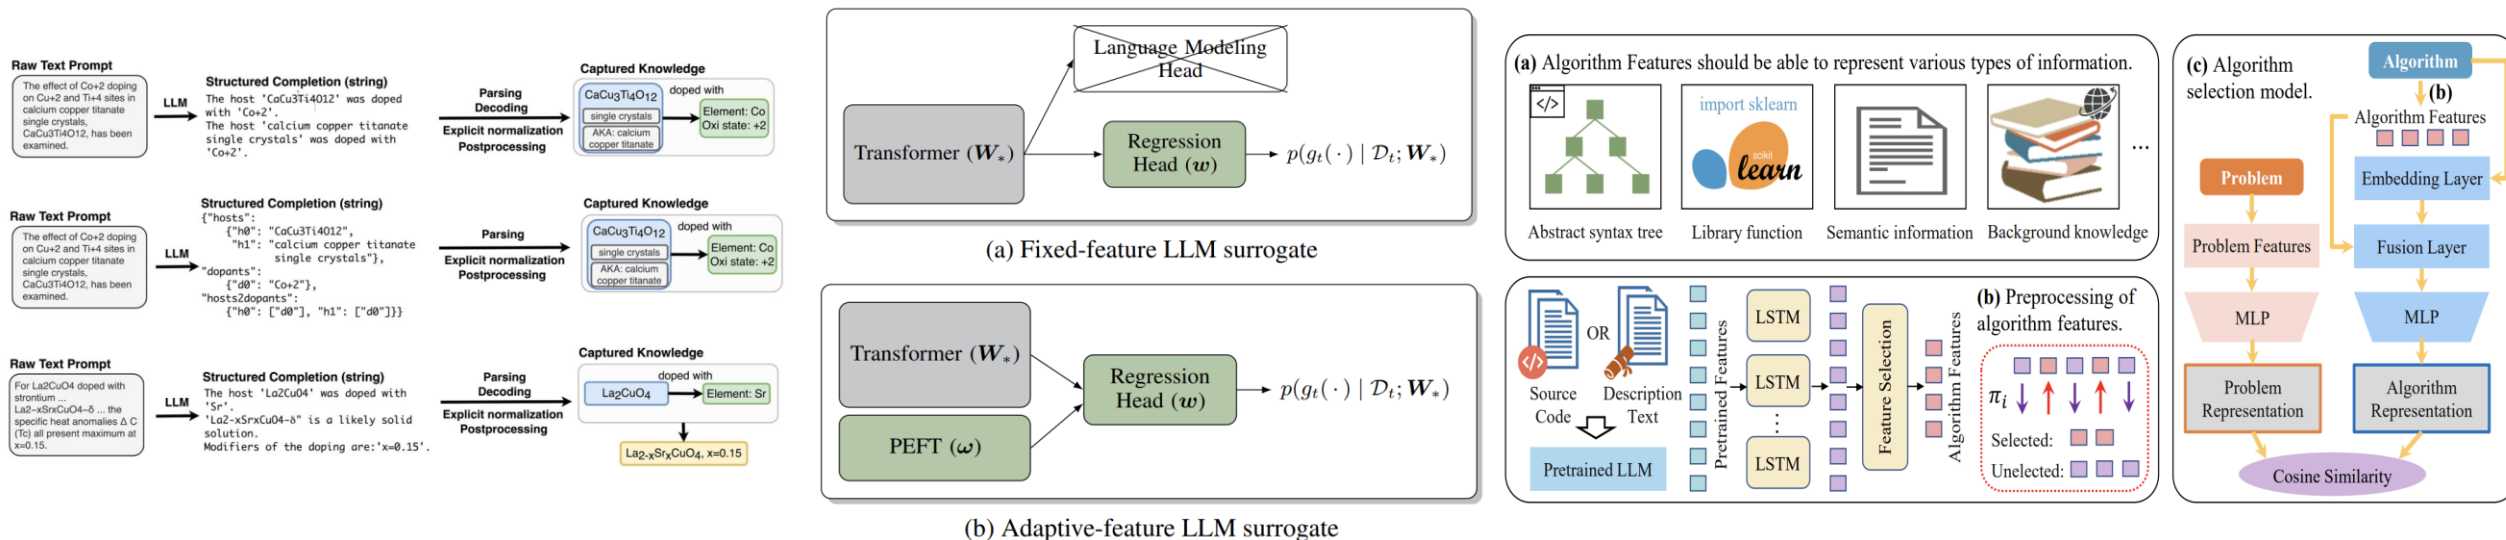 Raw Text Prompt
The effect of Co+2 doping
on Cu+2 and Ti+4 sites in
calcium copper titanate
single crystals,
CaCu3Ti4O12, has been
examined.
LLM
Structured Completion (string)
The host 'CaCu3Ti4O12' was doped
with 'Co+2'.
The host 'calcium copper titanate
single crystals' was doped with
'Co+2'.
Parsing
Decoding
Explicit normalization
Postprocessing
Captured Knowledge
CaCu₃Ti₄O₁₂
single crystals
AKA: calcium
copper titanate
doped with
Element: Co
Oxi state: +2
Raw Text Prompt
The effect of Co+2 doping
on Cu+2 and Ti+4 sites in
calcium copper titanate
single crystals,
CaCu3Ti4O12, has been
examined.
LLM
Structured Completion (string)
{"hosts":
{"h0": "CaCu3Ti4O12",
"h1": "calcium copper titanate
single crystals"},
"dopants":
{"d0": "Co+2"},
"hosts2dopants":
{"h0": ["d0"], "h1": ["d0"]}}
Parsing
Explicit normalization
Postprocessing
Captured Knowledge
CaCu₃Ti₄O₁₂
single crystals
AKA: calcium
copper titanate
doped with
Element: Co
Oxi state: +2
Raw Text Prompt
For La2CuO4 doped with
strontium ...
La2−xSrxCuO4−δ ... the
specific heat anomalies Δ C
(Tc) all present maximum at
x=0.15.
LLM
Structured Completion (string)
The host 'La2CuO4' was doped with
'Sr'.
'La2-xSrxCuO4-δ" is a likely solid
solution.
Modifiers of the doping are:'x=0.15'.
Parsing
Decoding
Explicit normalization
Postprocessing
Captured Knowledge
La₂CuO₄
doped with
Element: Sr
La₂₋ₓSrₓCuO₄, x=0.15
Language Modeling
Head
Transformer (W∗)
Regression
Head (w)
p(gₜ(·) | Dₜ; W∗)
(a) Fixed-feature LLM surrogate
Transformer (W∗)
PEFT (ω)
Regression
Head (w)
p(gₜ(·) | Dₜ; W∗)
(b) Adaptive-feature LLM surrogate
(a) Algorithm Features should be able to represent various types of information.
</>
import sklearn
scikit
learn
...
Abstract syntax tree
Library function
Semantic information
Background knowledge
</>
OR
Source
Code
Description
Text
Pretrained LLM
Pretrained Features
LSTM
LSTM
⋮
LSTM
Feature Selection
Algorithm Features
(b) Preprocessing of
algorithm features.
πᵢ
Selected:
Unelected:
(c) Algorithm
selection model.
Algorithm
(b)
Algorithm Features
Problem
Embedding Layer
Problem Features
Fusion Layer
MLP
MLP
Problem
Representation
Algorithm
Representation
Cosine Similarity